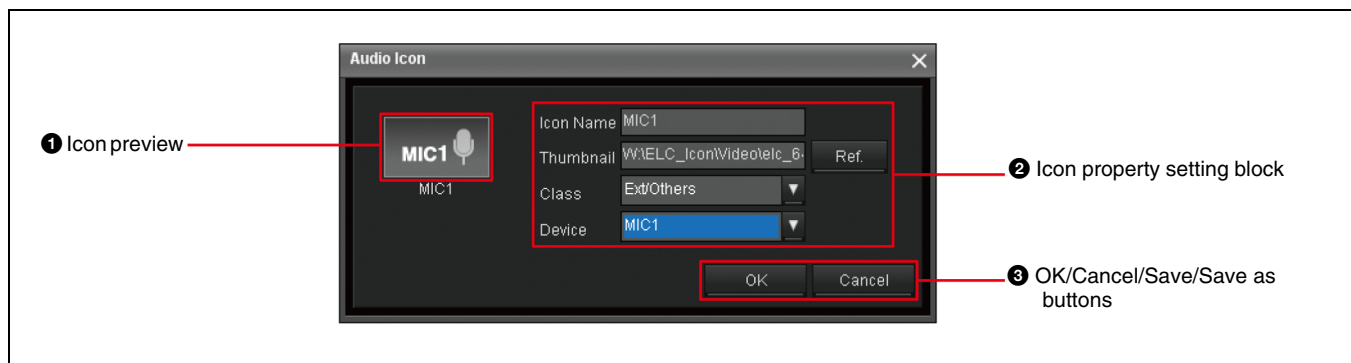 Audio Icon
❶ Icon preview
MIC1
MIC1
Icon Name MIC1
Thumbnail W:\ELC_Icon\Video\elc_6 Ref.
Class Ext/Others
Device MIC1
❷ Icon property setting block
OK Cancel
❸ OK/Cancel/Save/Save as
buttons